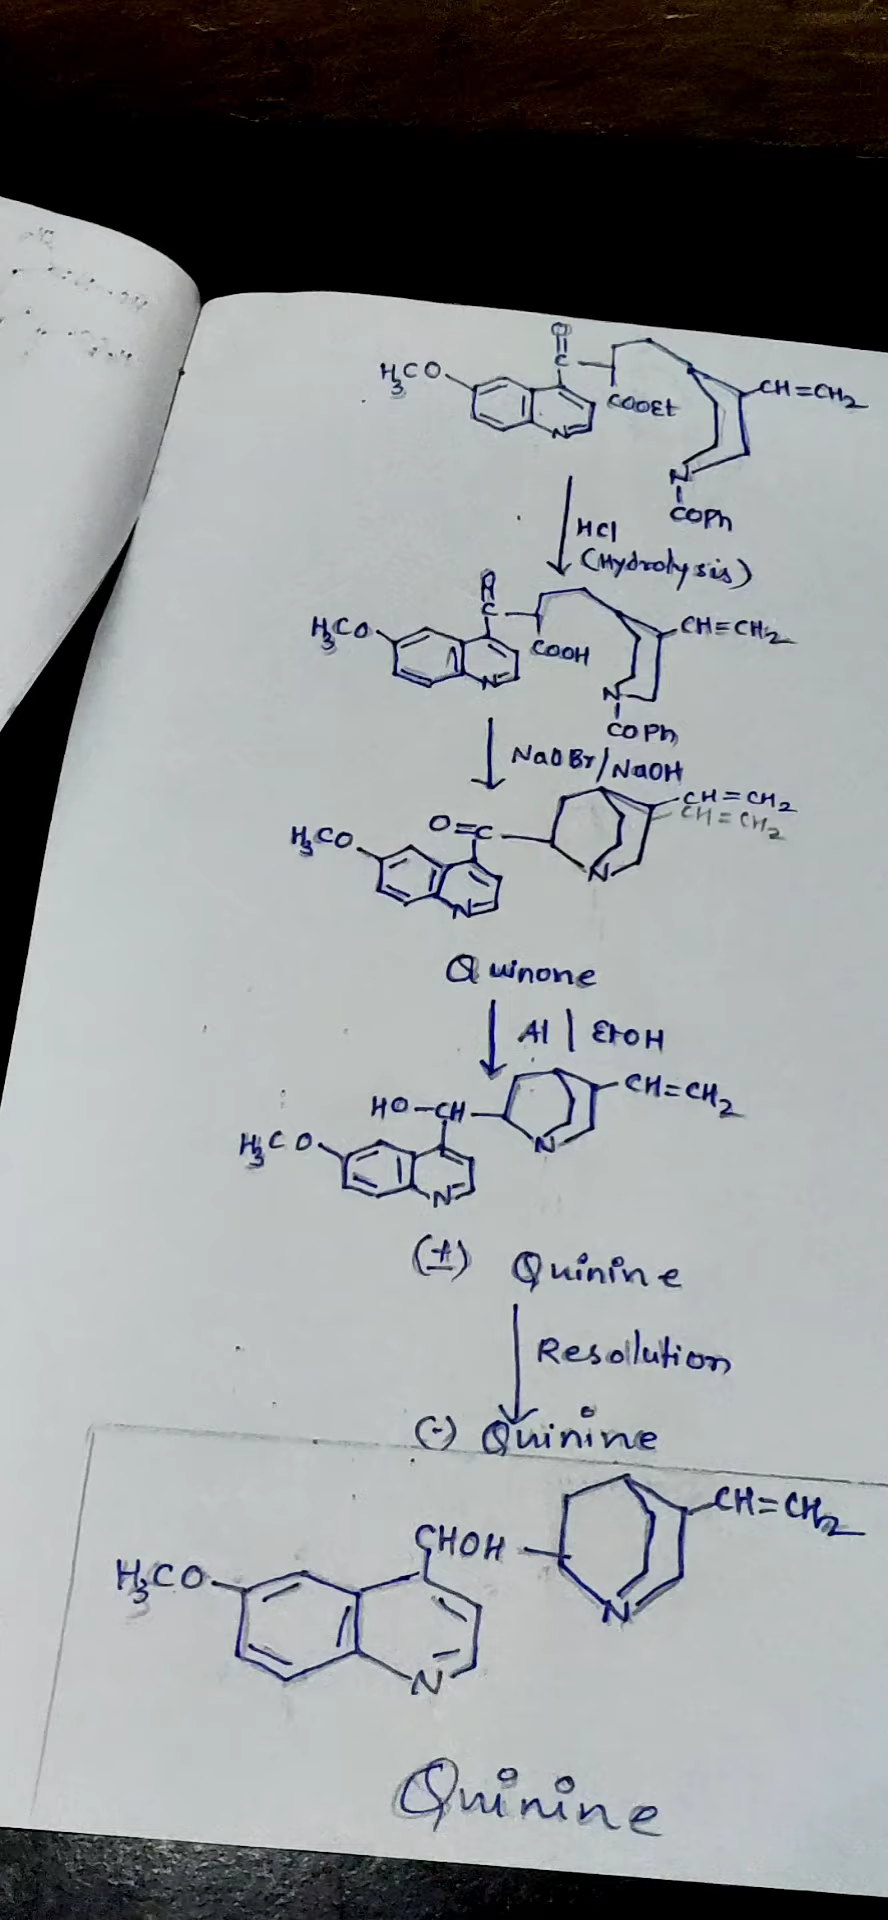 O
H3CO C CH=CH2
COOEt
N N
COPh
HCl
(Hydrolysis)
C
H3CO CH=CH2
COOH
N N
COPh
NaOBr/NaOH
CH=CH2
O=C CH=CH2
H3CO
N
N
Quinone
Al | EtOH
CH=CH2
HO-CH
H3CO N
N
(±) Quinine
Resolution
(-) Quinine
CH=CH2
CHOH
H3CO
N
N
Quinine